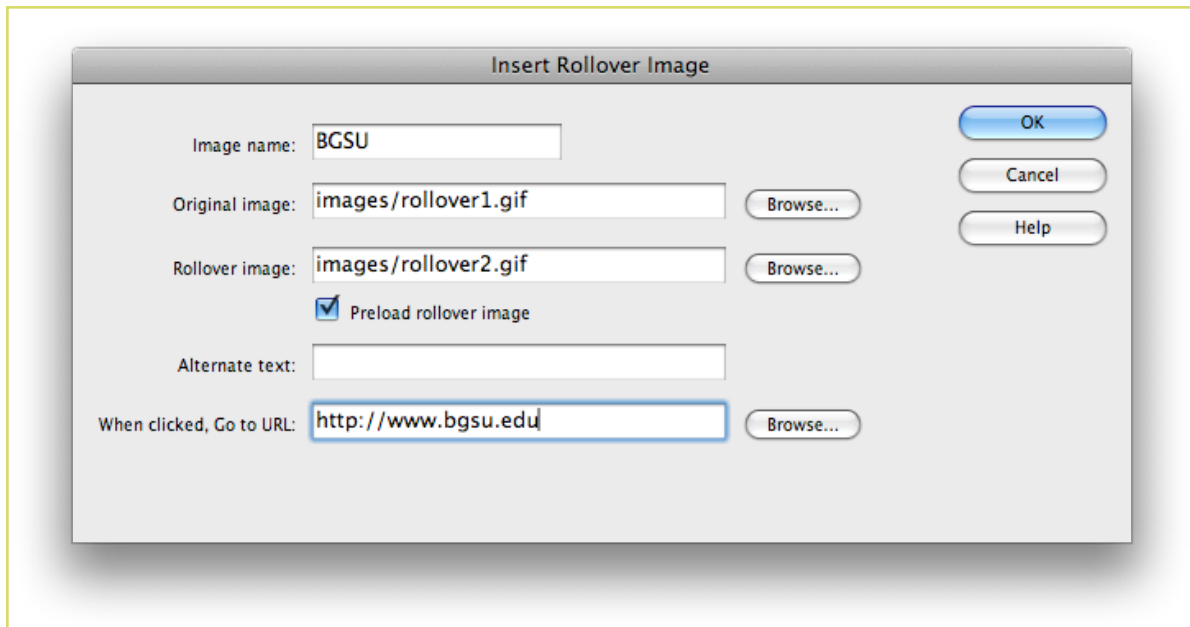 Insert Rollover Image
Image name: BGSU
OK
Cancel
Original image: images/rollover1.gif Browse...
Help
Rollover image: images/rollover2.gif Browse...
Preload rollover image
Alternate text:
When clicked, Go to URL: http://www.bgsu.edu Browse...